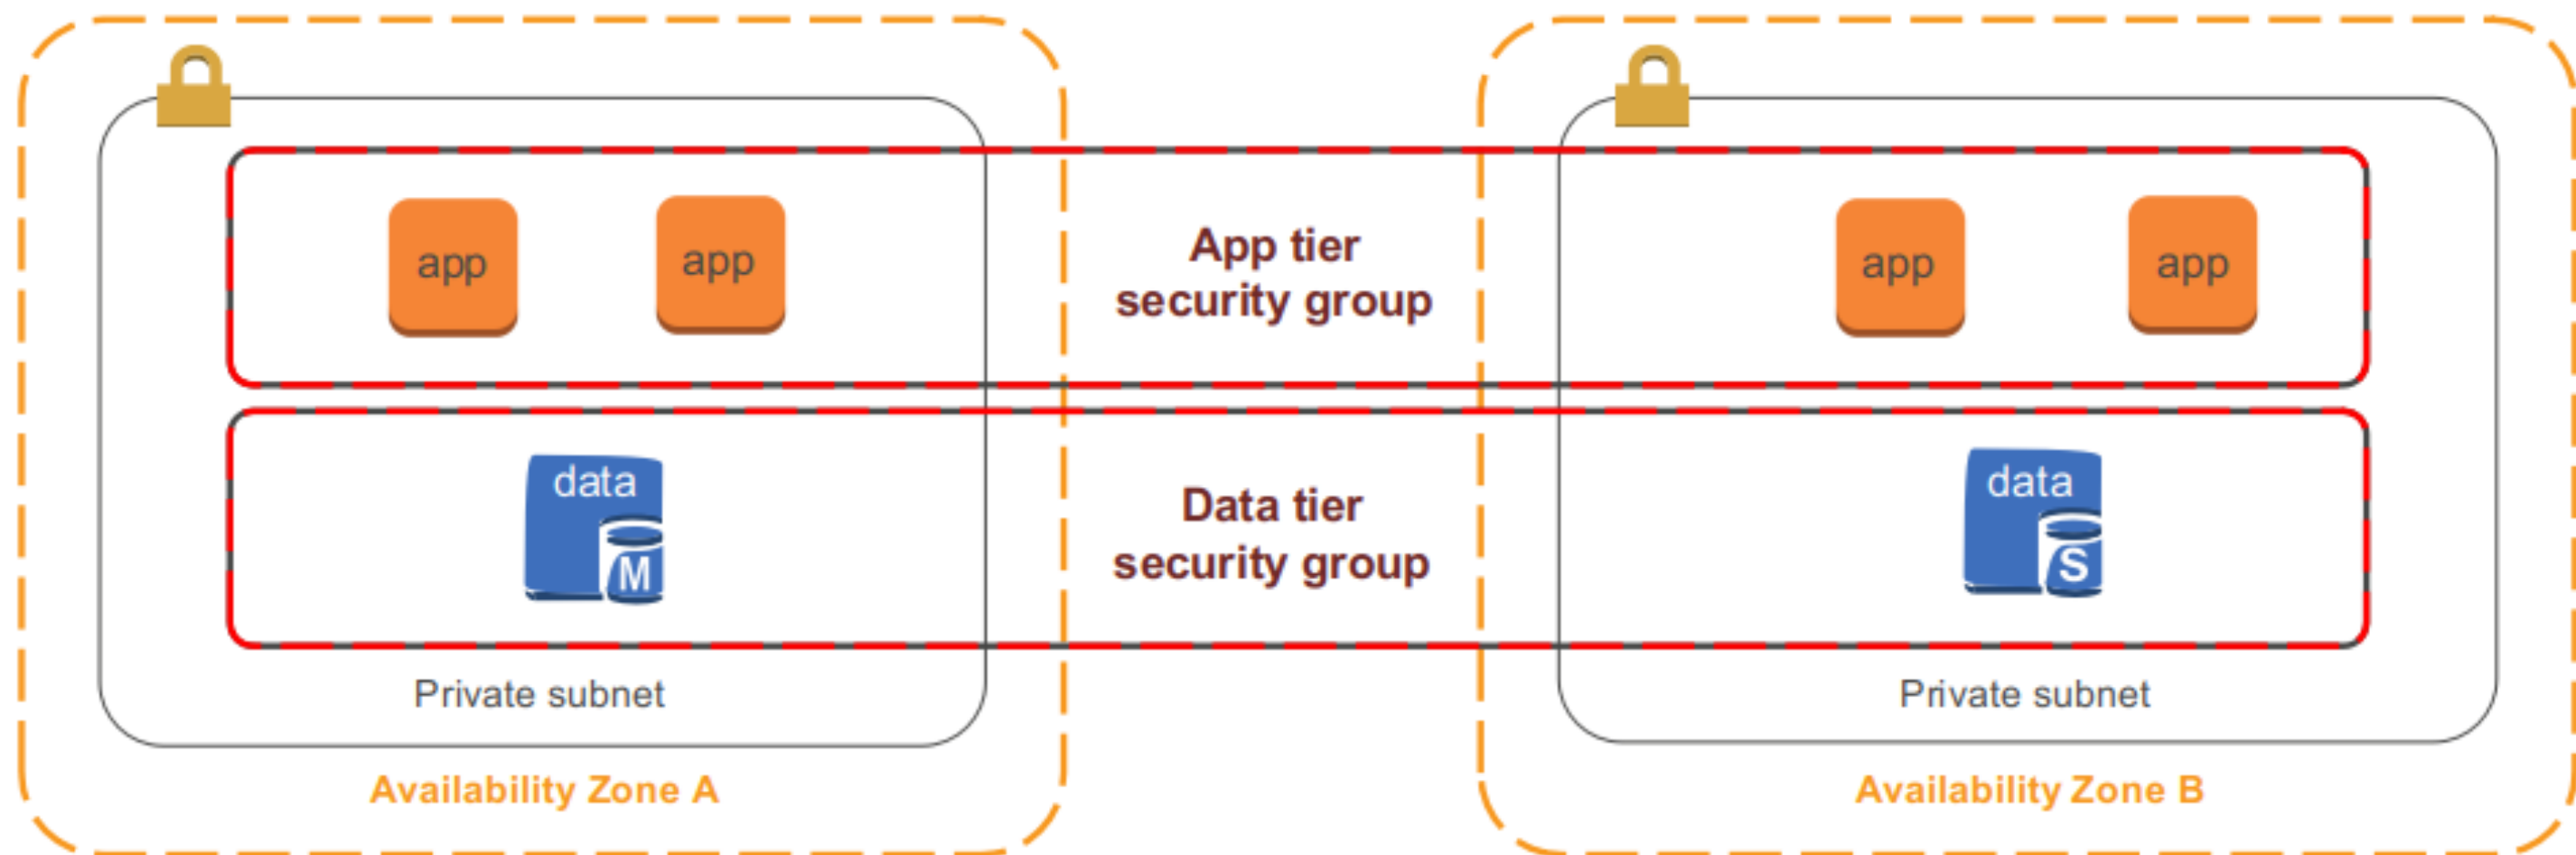 app
app
App tier
security group
app
app
data
M
Data tier
security group
data
S
Private subnet
Private subnet
Availability Zone A
Availability Zone B